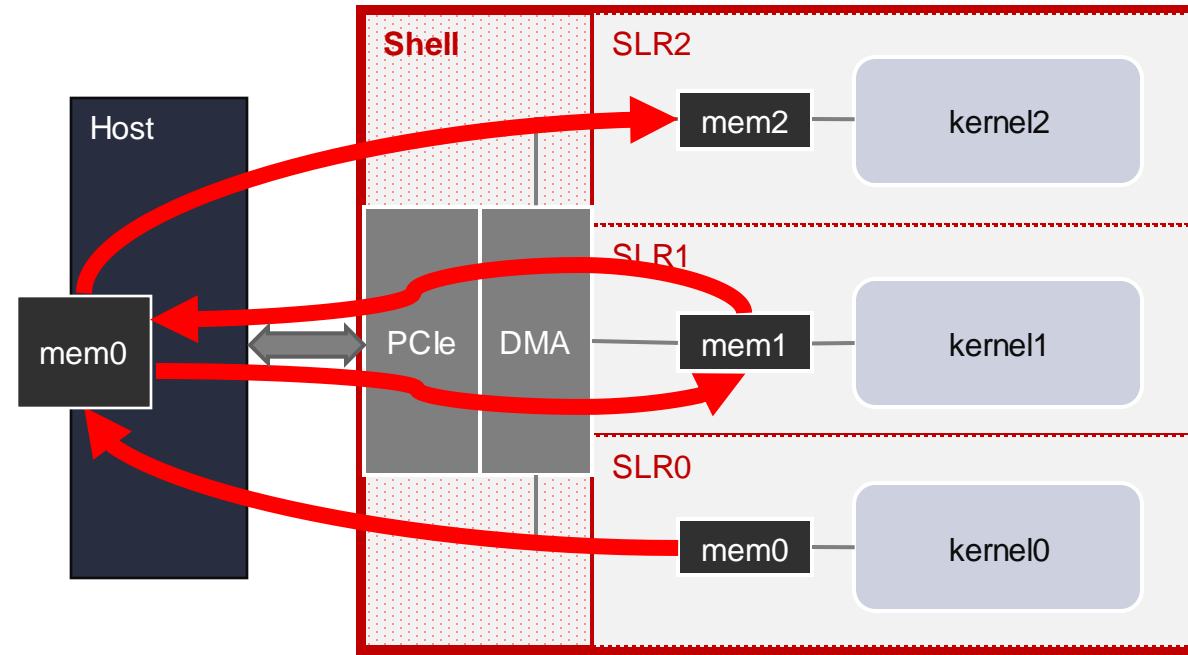 Shell
SLR2
Host
mem2
kernel2
SLR1
mem0
PCIe
DMA
mem1
kernel1
SLR0
mem0
kernel0